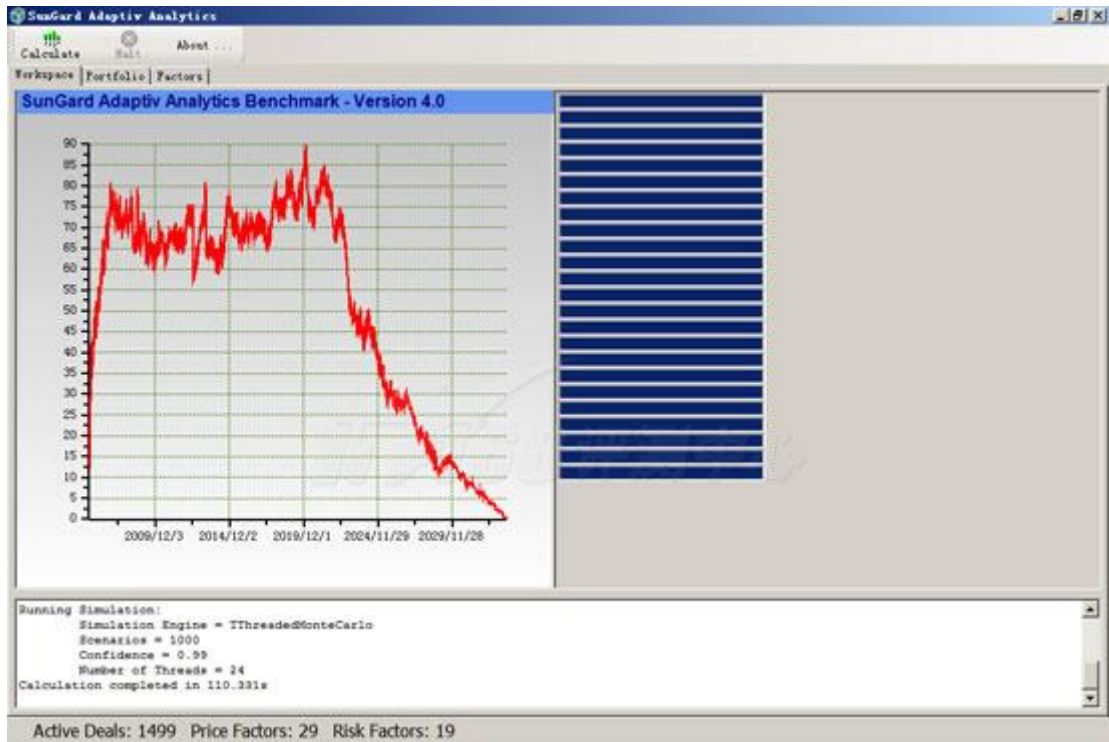 SunGard Adaptiv Analytics
Calculate
Halt
About ...
Workspace Portfolio Factors
SunGard Adaptiv Analytics Benchmark - Version 4.0
90
85
80
75
70
65
60
55
50
45
40
35
30
25
20
15
10
5
0
2009/12/3 2014/12/2 2019/12/1 2024/11/29 2029/11/28
Running Simulation:
Simulation Engine = TThreadedMonteCarlo
Scenarios = 1000
Confidence = 0.99
Number of Threads = 24
Calculation completed in 110.331s
Active Deals: 1499 Price Factors: 29 Risk Factors: 19